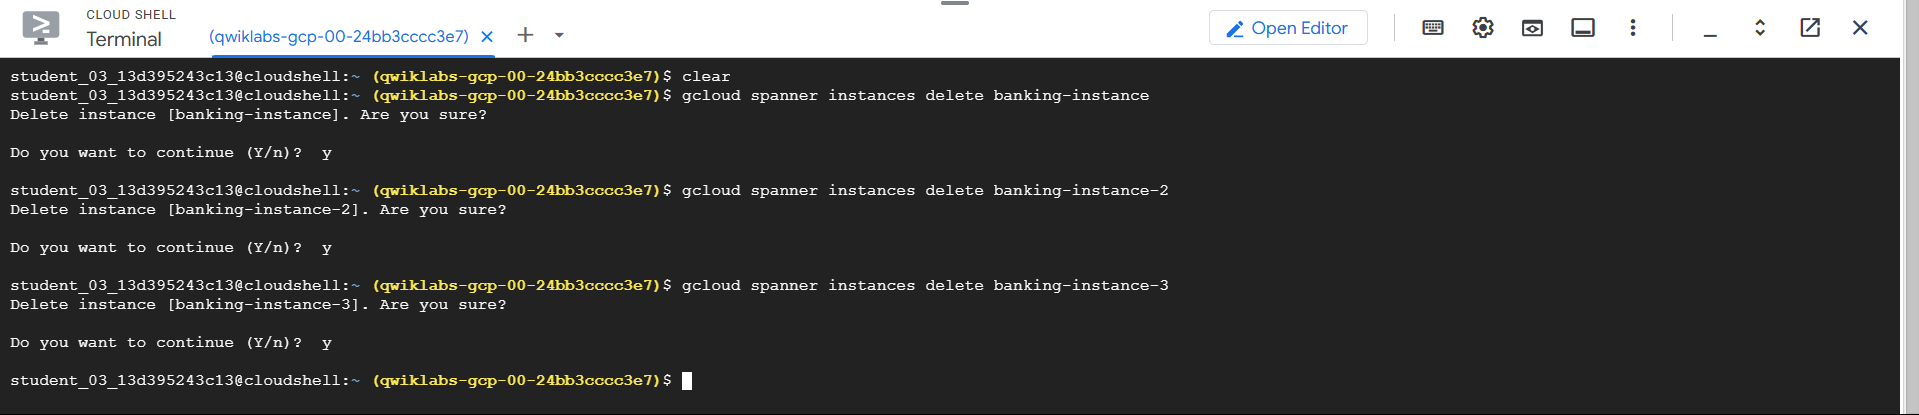 CLOUD SHELL
Terminal
(qwiklabs-gcp-00-24bb3cccc3e7)
Open Editor
student_03_13d395243c13@cloudshell:~ (qwiklabs-gcp-00-24bb3cccc3e7)$ clear
student_03_13d395243c13@cloudshell:~ (qwiklabs-gcp-00-24bb3cccc3e7)$ gcloud spanner instances delete banking-instance
Delete instance [banking-instance]. Are you sure?
Do you want to continue (Y/n)?  y
student_03_13d395243c13@cloudshell:~ (qwiklabs-gcp-00-24bb3cccc3e7)$ gcloud spanner instances delete banking-instance-2
Delete instance [banking-instance-2]. Are you sure?
Do you want to continue (Y/n)?  y
student_03_13d395243c13@cloudshell:~ (qwiklabs-gcp-00-24bb3cccc3e7)$ gcloud spanner instances delete banking-instance-3
Delete instance [banking-instance-3]. Are you sure?
Do you want to continue (Y/n)?  y
student_03_13d395243c13@cloudshell:~ (qwiklabs-gcp-00-24bb3cccc3e7)$